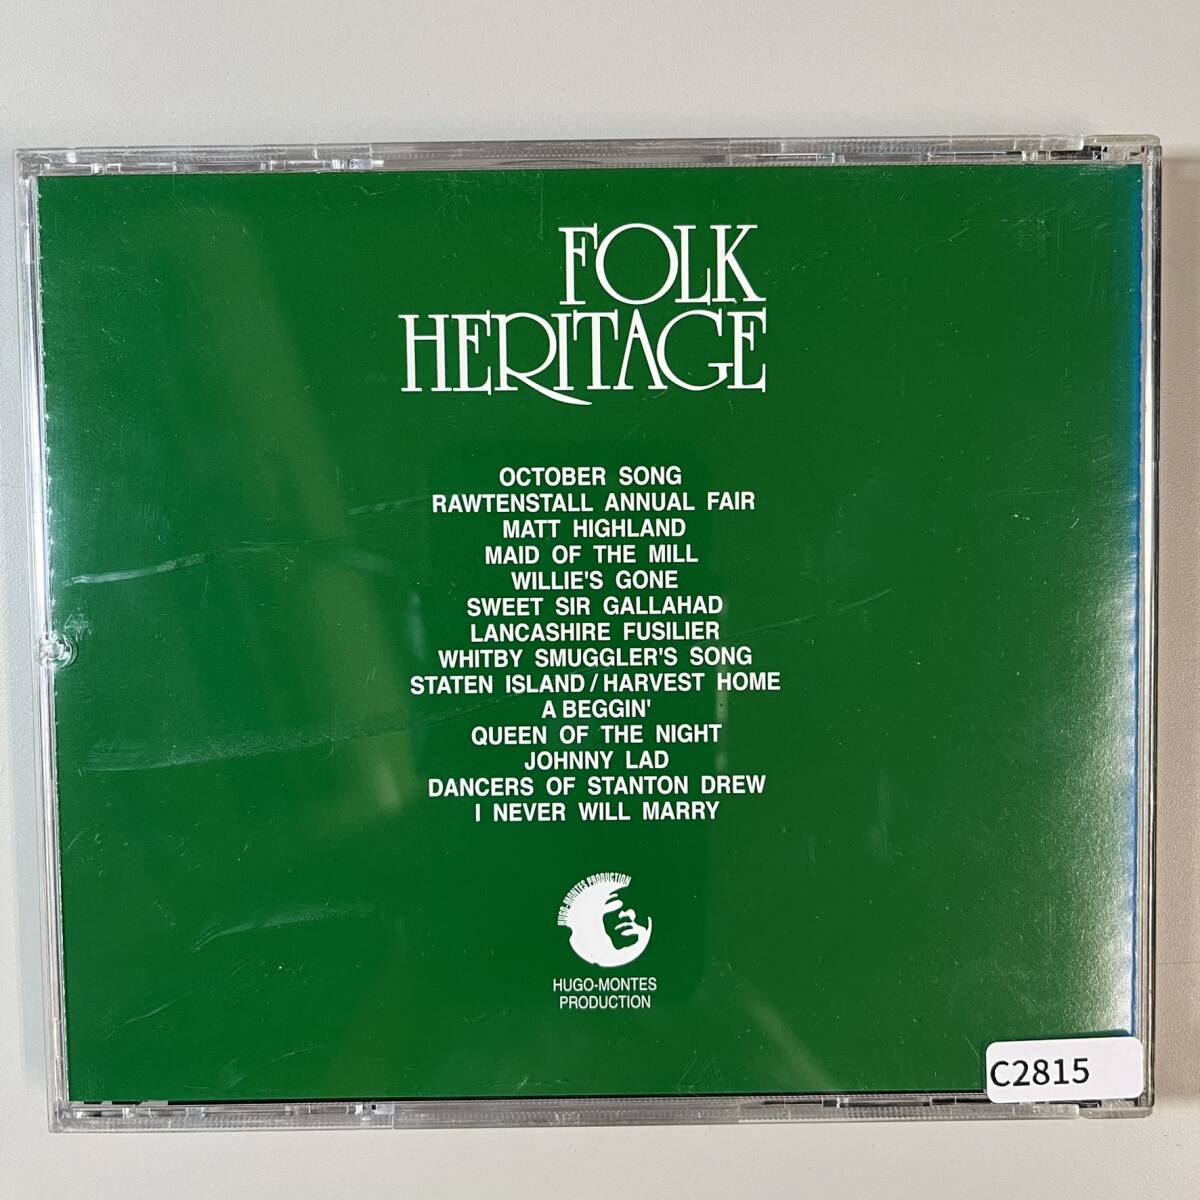 FOLK
HERITAGE
OCTOBER SONG
RAWTENSTALL ANNUAL FAIR
MATT HIGHLAND
MAID OF THE MILL
WILLIE'S GONE
SWEET SIR GALLAHAD
LANCASHIRE FUSILIER
WHITBY SMUGGLER'S SONG
STATEN ISLAND / HARVEST HOME
A BEGGIN'
QUEEN OF THE NIGHT
JOHNNY LAD
DANCERS OF STANTON DREW
I NEVER WILL MARRY
HUGO-MONTES PRODUCTION
HUGO-MONTES
PRODUCTION
C2815